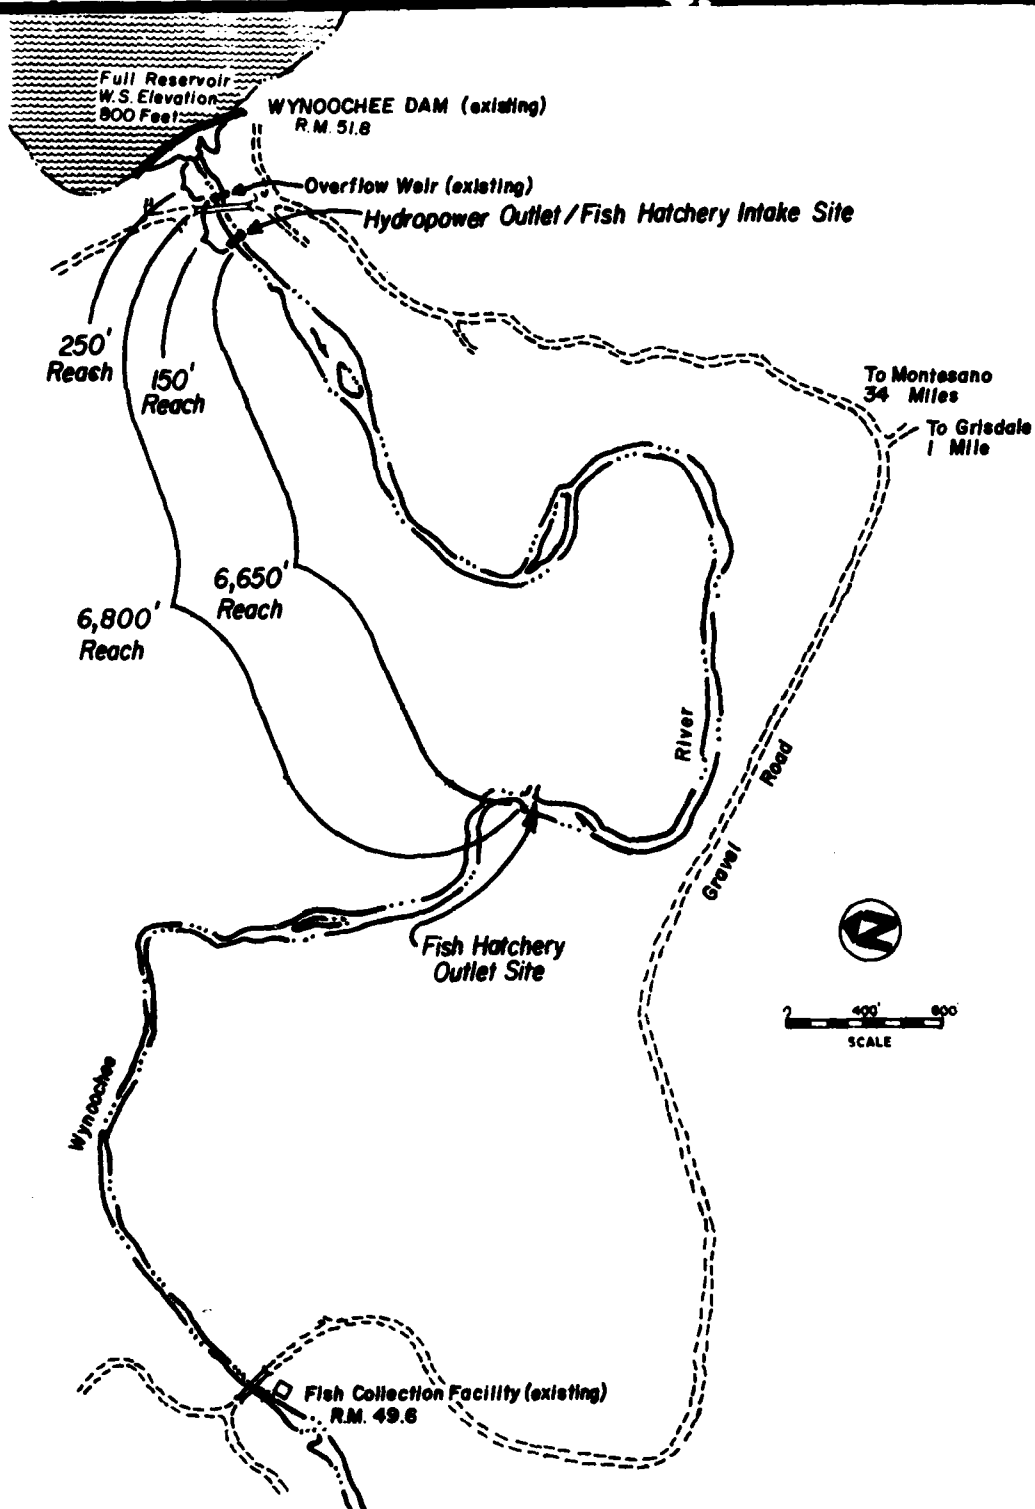 Full Reservoir
W.S. Elevation
800 Feet
WYNOOCHEE DAM (existing)
R.M. 51.8
Overflow Weir (existing)
Hydropower Outlet / Fish Hatchery Intake Site
250'
Reach
150'
Reach
To Montesano
34 Miles
To Grisdale
1 Mile
6,650'
Reach
6,800'
Reach
River
Road
Gravel
Fish Hatchery
Outlet Site
N
400'
800'
SCALE
Wynoochee
Fish Collection Facility (existing)
R.M. 49.6